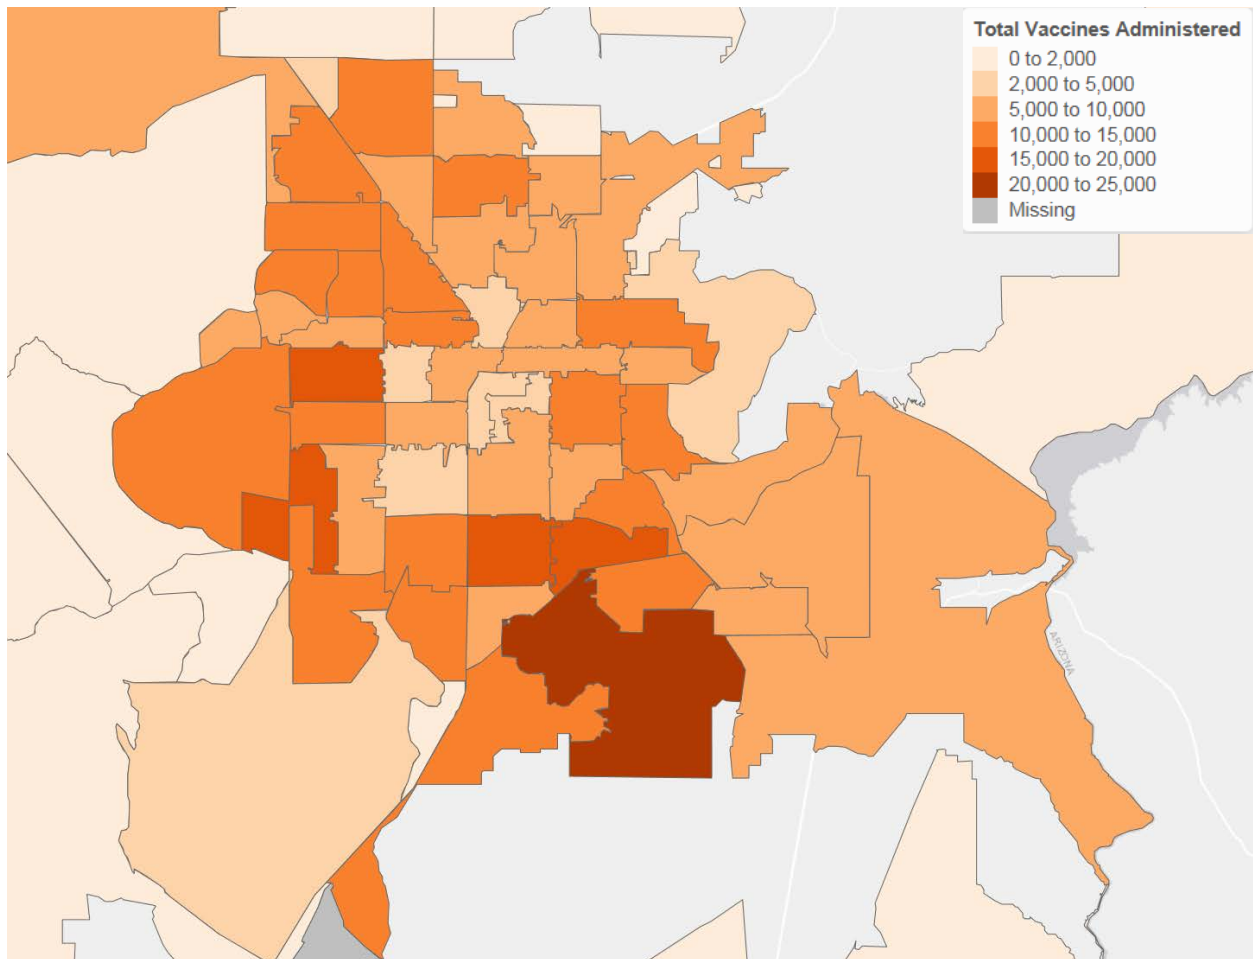 Total Vaccines Administered
0 to 2,000
2,000 to 5,000
5,000 to 10,000
10,000 to 15,000
15,000 to 20,000
20,000 to 25,000
Missing
ARIZONA